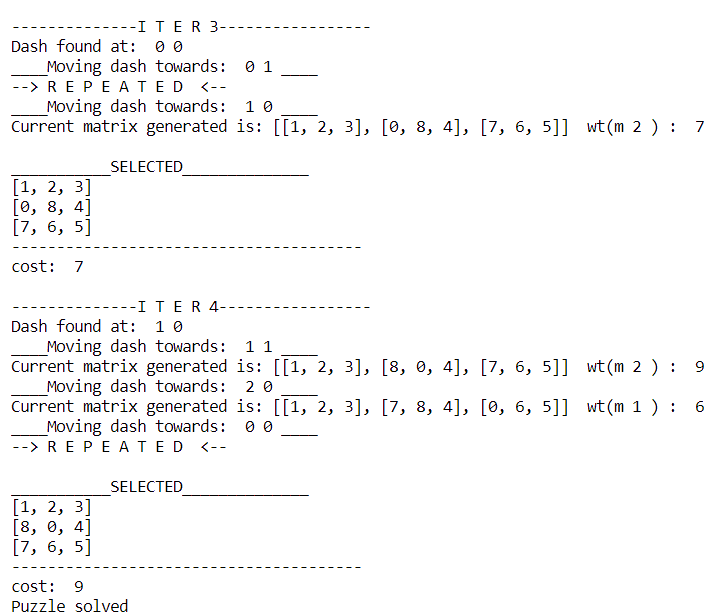 --------------I T E R 3-----------------
Dash found at:  0 0
____Moving dash towards:  0 1 ____
--> R E P E A T E D  <--
____Moving dash towards:  1 0 ____
Current matrix generated is: [[1, 2, 3], [0, 8, 4], [7, 6, 5]]  wt(m 2 ) :  7
___________SELECTED______________
[1, 2, 3]
[0, 8, 4]
[7, 6, 5]
---------------------------------------
cost:  7
--------------I T E R 4-----------------
Dash found at:  1 0
____Moving dash towards:  1 1 ____
Current matrix generated is: [[1, 2, 3], [8, 0, 4], [7, 6, 5]]  wt(m 2 ) :  9
____Moving dash towards:  2 0 ____
Current matrix generated is: [[1, 2, 3], [7, 8, 4], [0, 6, 5]]  wt(m 1 ) :  6
____Moving dash towards:  0 0 ____
--> R E P E A T E D  <--
___________SELECTED______________
[1, 2, 3]
[8, 0, 4]
[7, 6, 5]
---------------------------------------
cost:  9
Puzzle solved